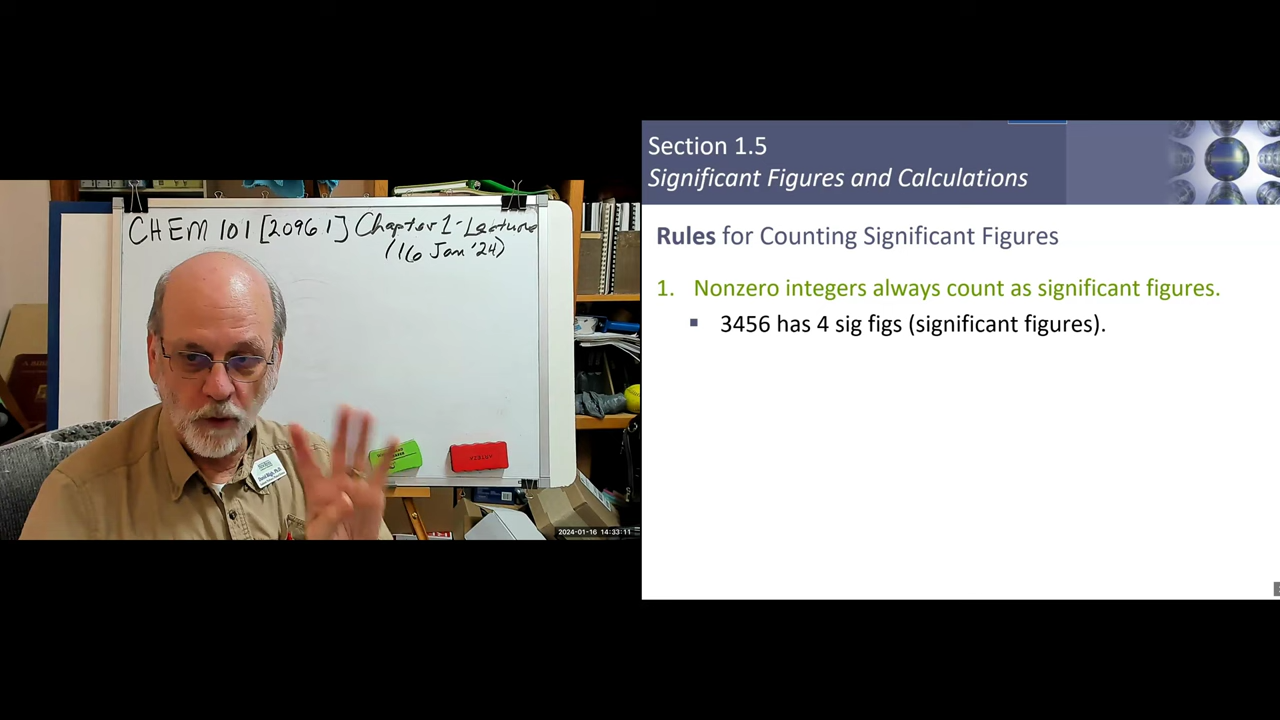 CHEM 101 [20961] Chapter 1-Lecture
(16 Jan '24)
2024-01-16 14:33:11
Section 1.5
Significant Figures and Calculations
Rules for Counting Significant Figures
1. Nonzero integers always count as significant figures.
▪ 3456 has 4 sig figs (significant figures).